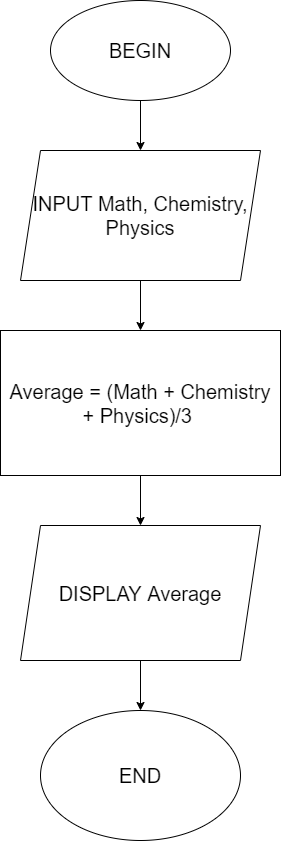 BEGIN
INPUT Math, Chemistry,
Physics
Average = (Math + Chemistry
+ Physics)/3
DISPLAY Average
END